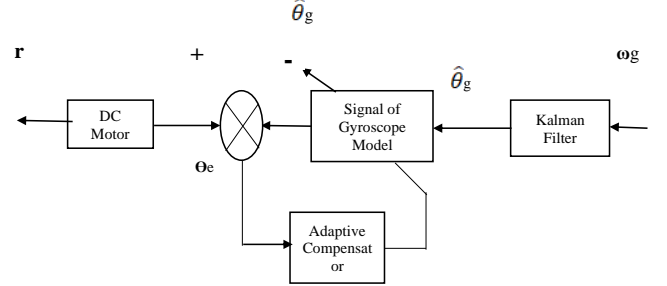 θ̂g
r
+
-
θ̂g
ωg
DC
Motor
Signal of
Gyroscope
Model
Kalman
Filter
ϴe
Adaptive
Compensat
or